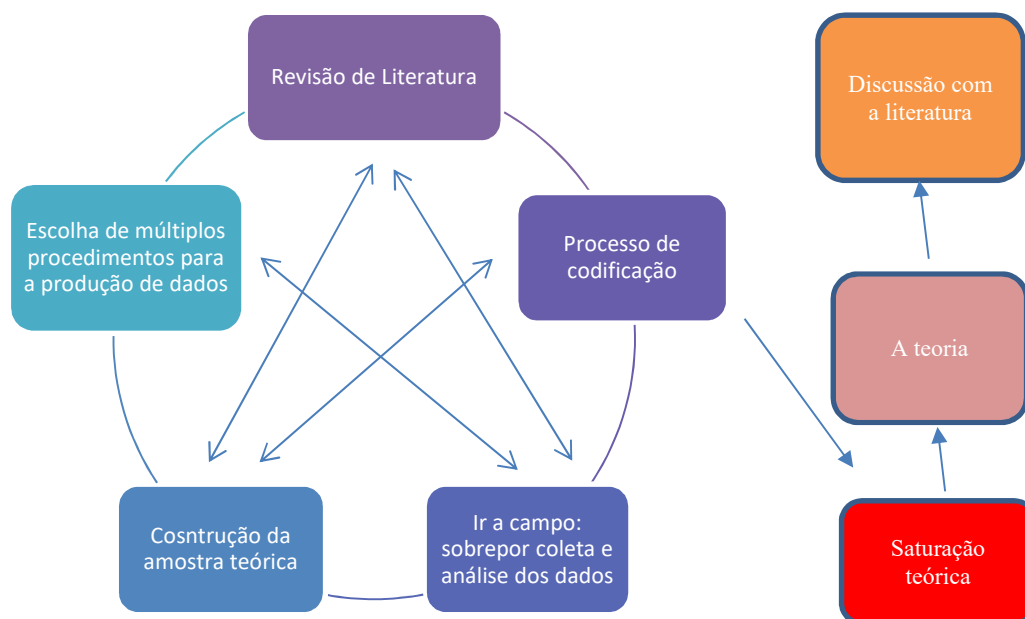 Revisão de Literatura
Processo de
codificação
Ir a campo:
sobrepor coleta e
análise dos dados
Cosntrução da
amostra teórica
Escolha de múltiplos
procedimentos para
a produção de dados
Discussão com
a literatura
A teoria
Saturação
teórica